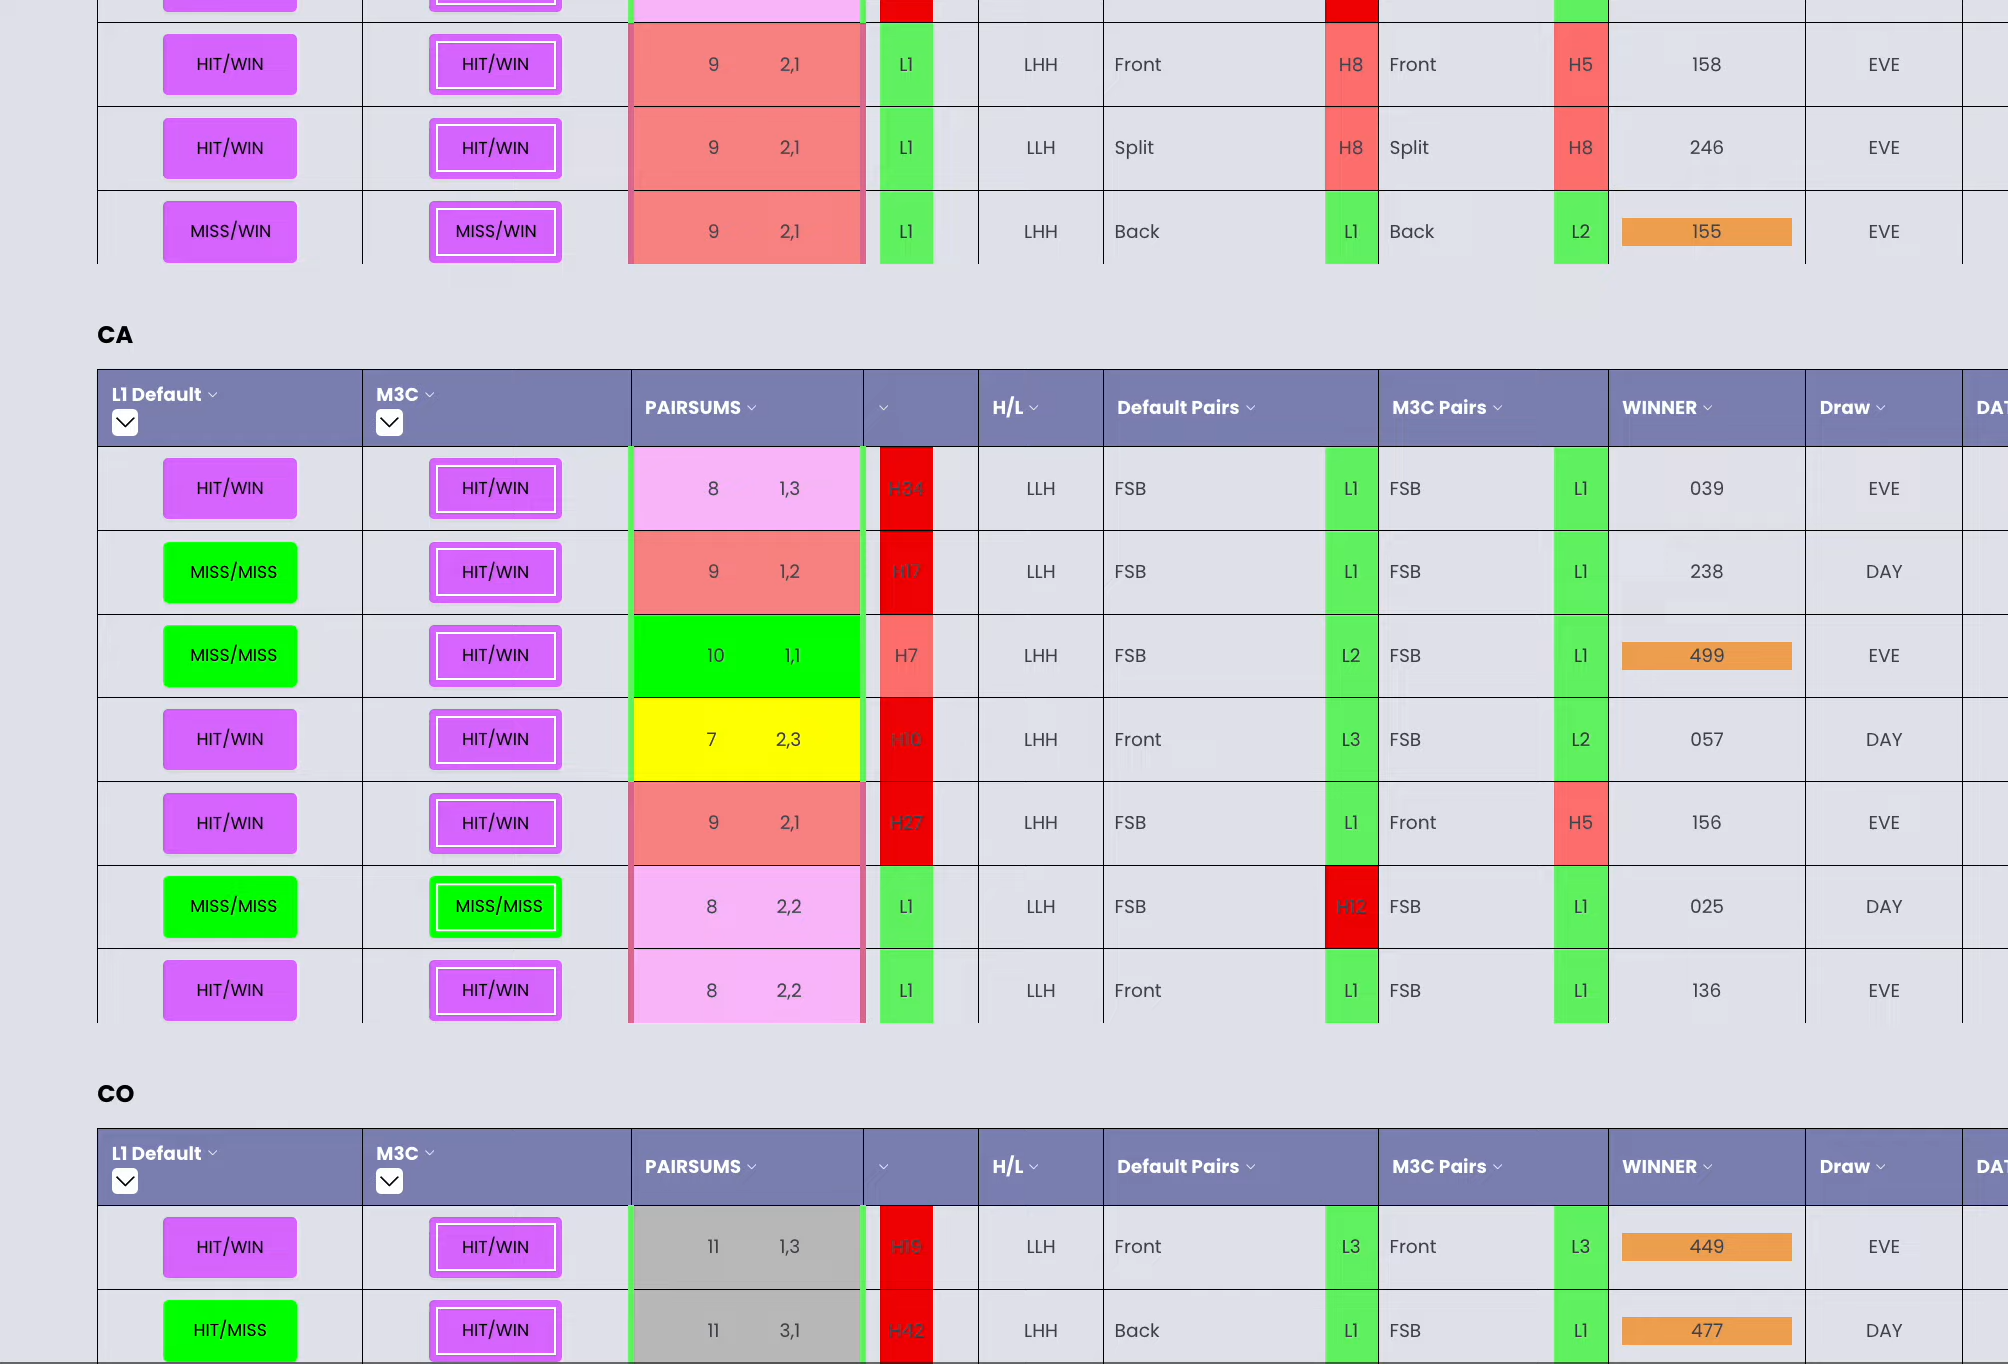 HIT/WIN HIT/WIN 9 2,1 L1 LHH Front H8 Front H5 158 EVE
HIT/WIN HIT/WIN 9 2,1 L1 LLH Split H8 Split H8 246 EVE
MISS/WIN MISS/WIN 9 2,1 L1 LHH Back L1 Back L2 155 EVE
CA
L1 Default M3C PAIRSUMS H/L Default Pairs M3C Pairs WINNER Draw DAT
HIT/WIN HIT/WIN 8 1,3 H34 LLH FSB L1 FSB L1 039 EVE
MISS/MISS HIT/WIN 9 1,2 H17 LLH FSB L1 FSB L1 238 DAY
MISS/MISS HIT/WIN 10 1,1 H7 LHH FSB L2 FSB L1 499 EVE
HIT/WIN HIT/WIN 7 2,3 LHH Front L3 FSB L2 057 DAY
HIT/WIN HIT/WIN 9 2,1 H27 LHH FSB L1 Front H5 156 EVE
MISS/MISS MISS/MISS 8 2,2 L1 LLH FSB H12 FSB L1 025 DAY
HIT/WIN HIT/WIN 8 2,2 L1 LLH Front L1 FSB L1 136 EVE
CO
L1 Default M3C PAIRSUMS H/L Default Pairs M3C Pairs WINNER Draw DAT
HIT/WIN HIT/WIN 11 1,3 LLH Front L3 Front L3 449 EVE
HIT/MISS HIT/WIN 11 3,1 H42 LHH Back L1 FSB L1 477 DAY